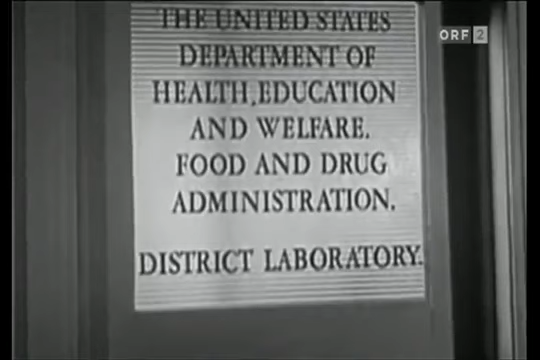 THE UNITED STATES
DEPARTMENT OF
HEALTH, EDUCATION
AND WELFARE.
FOOD AND DRUG
ADMINISTRATION.
DISTRICT LABORATORY.
ORF 2